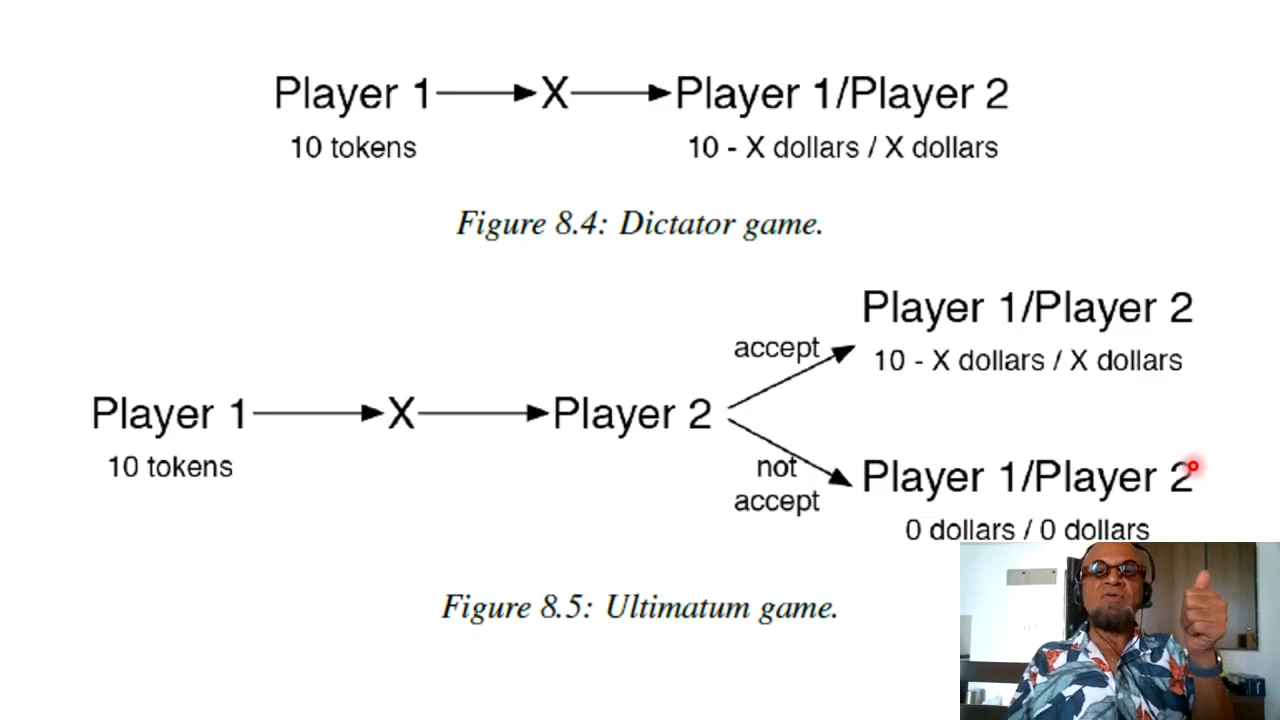 Player 1 X Player 1/Player 2
10 tokens 10 - X dollars / X dollars
Figure 8.4: Dictator game.
Player 1/Player 2
accept
10 - X dollars / X dollars
Player 1 X Player 2
10 tokens
not
accept
Player 1/Player 2
0 dollars / 0 dollars
Figure 8.5: Ultimatum game.